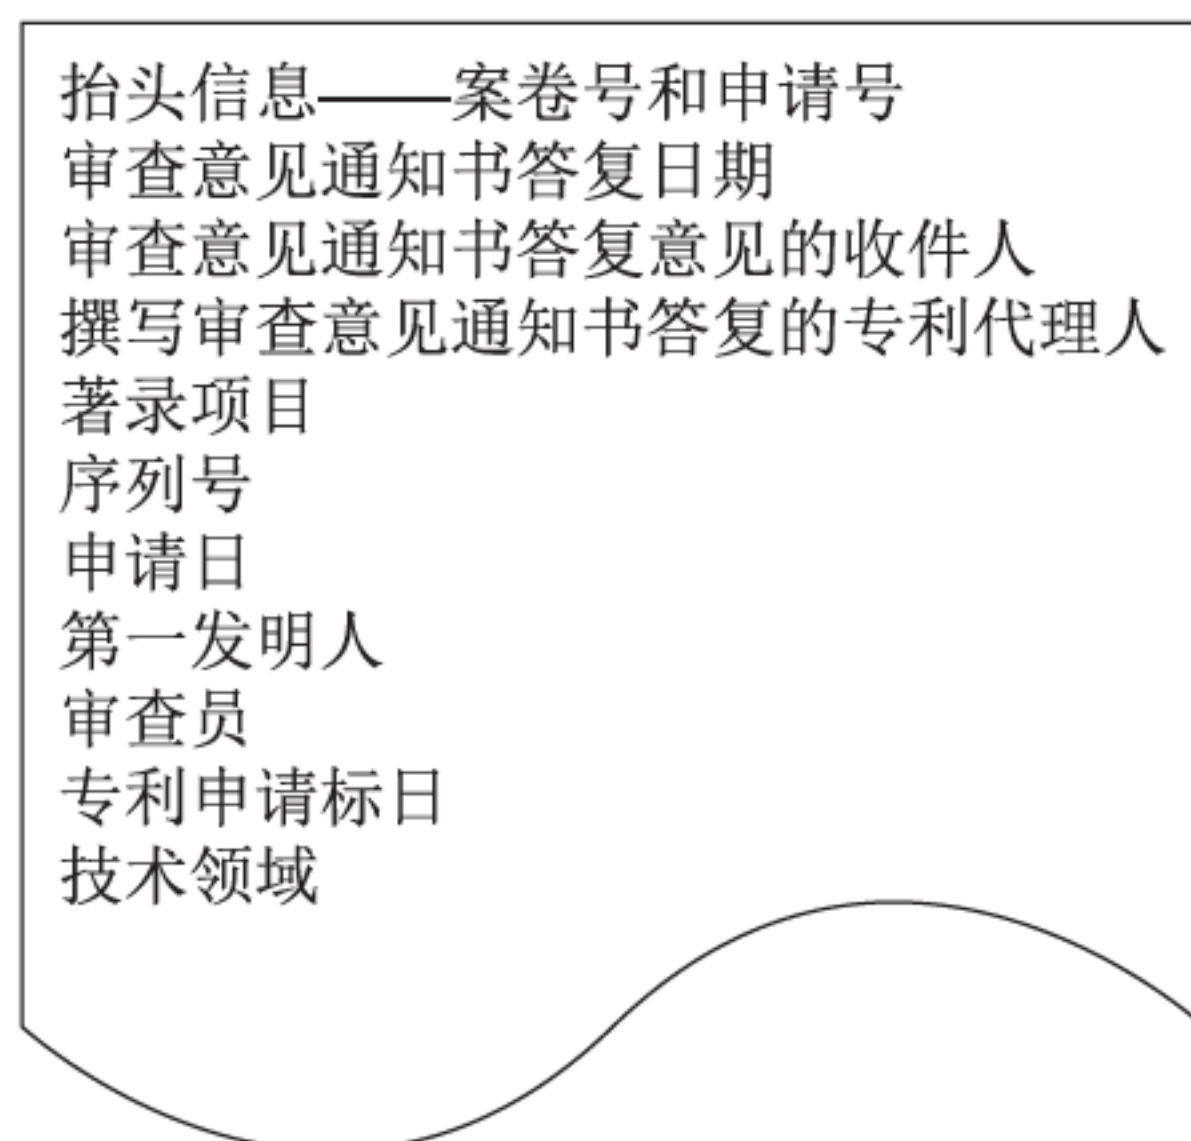 抬头信息——案卷号和申请号
审查意见通知书答复日期
审查意见通知书答复意见的收件人
撰写审查意见通知书答复的专利代理人
著录项目
序列号
申请日
第一发明人
审查员
专利申请标日
技术领域